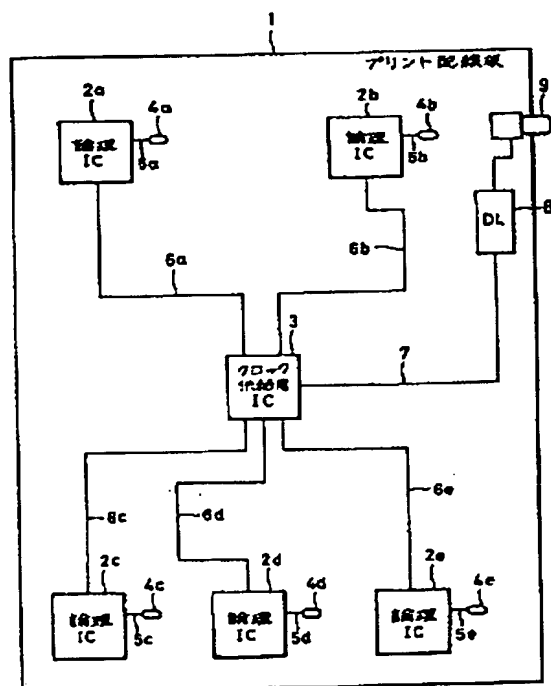 1
プリント配線板
2a
4a
論理
IC
5a
2b
4b
論理
IC
5b
9
DL
8
6a
6b
3
クロック
供給用
IC
7
6c
6d
6e
2c
4c
論理
IC
5c
2d
4d
論理
IC
5d
2e
4e
論理
IC
5e